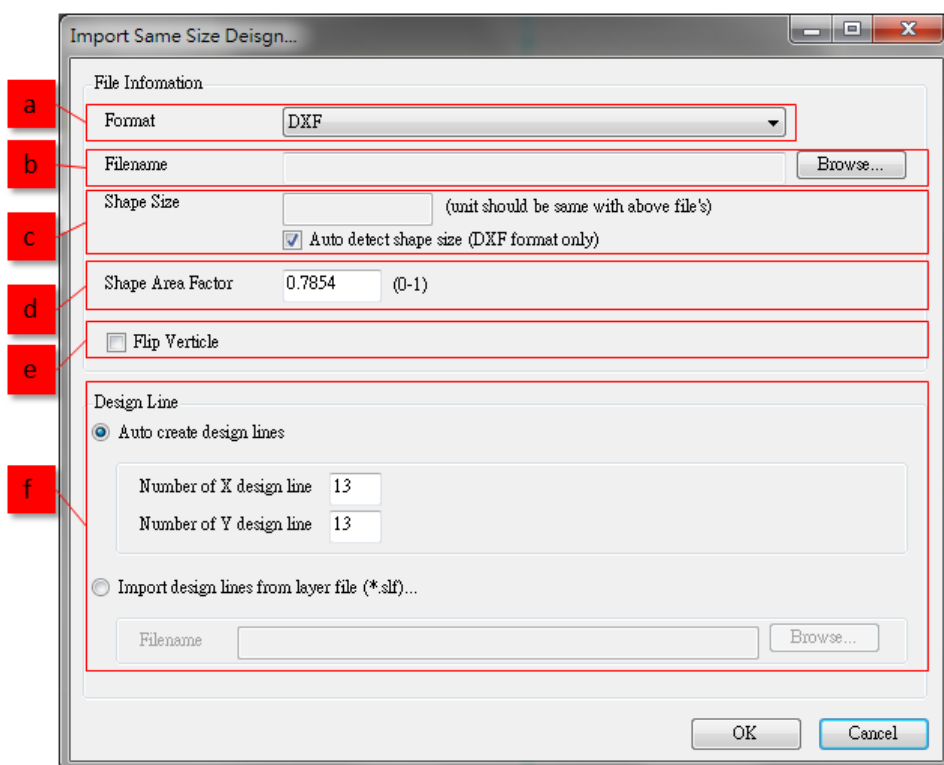 Import Same Size Deisgn...
File Infomation
a
Format DXF
b
Filename Browse...
c
Shape Size (unit should be same with above file's)
Auto detect shape size (DXF format only)
d
Shape Area Factor 0.7854 (0-1)
e
Flip Verticle
f
Design Line
Auto create design lines
Number of X design line 13
Number of Y design line 13
Import design lines from layer file (*.slf)...
Filename Browse...
OK Cancel